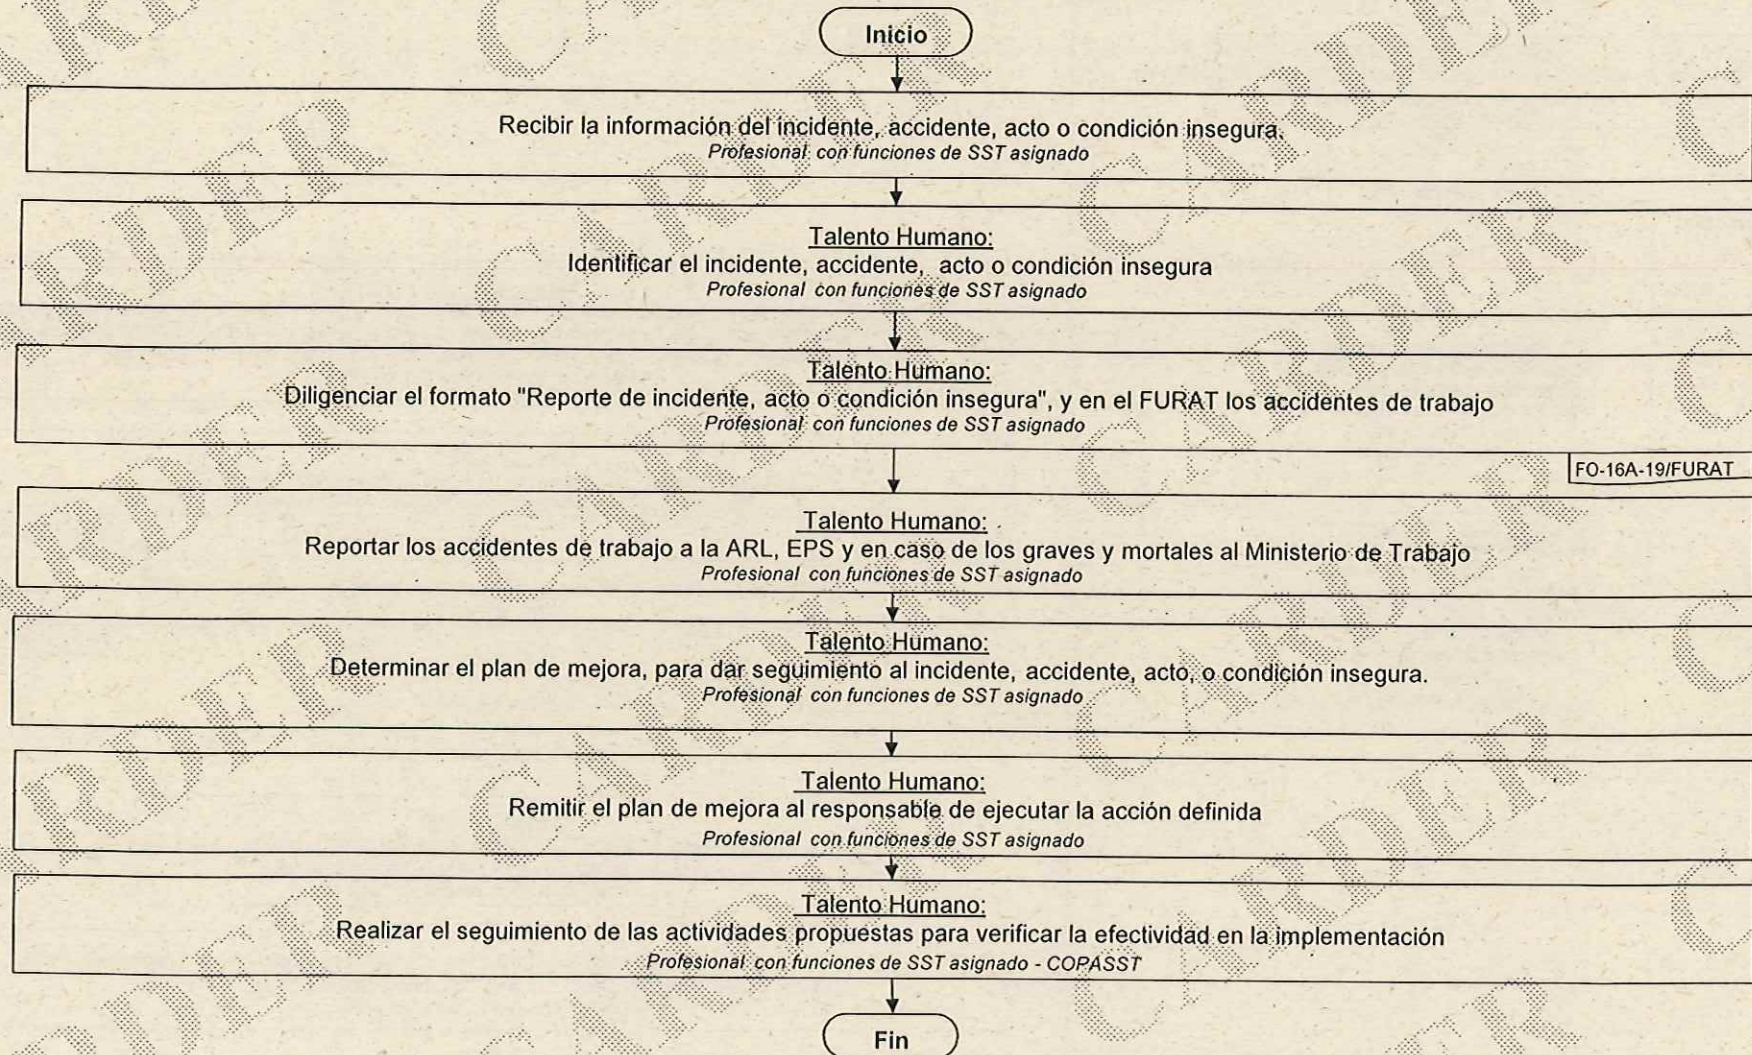 Inicio
Recibir la información del incidente, accidente, acto o condición insegura.
Profesional con funciones de SST asignado
Talento Humano:
Identificar el incidente, accidente, acto o condición insegura
Profesional con funciones de SST asignado
Talento Humano:
Diligenciar el formato "Reporte de incidente, acto o condición insegura", y en el FURAT los accidentes de trabajo
Profesional con funciones de SST asignado
FO-16A-19/FURAT
Talento Humano:
Reportar los accidentes de trabajo a la ARL, EPS y en caso de los graves y mortales al Ministerio de Trabajo
Profesional con funciones de SST asignado
Talento Humano:
Determinar el plan de mejora, para dar seguimiento al incidente, accidente, acto, o condición insegura.
Profesional con funciones de SST asignado
Talento Humano:
Remitir el plan de mejora al responsable de ejecutar la acción definida
Profesional con funciones de SST asignado
Talento Humano:
Realizar el seguimiento de las actividades propuestas para verificar la efectividad en la implementación
Profesional con funciones de SST asignado - COPASST
Fin
CARDER